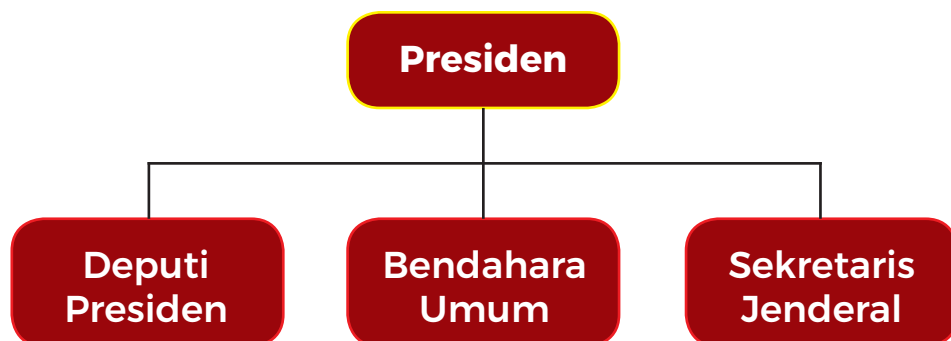 Presiden
Deputi
Presiden
Bendahara
Umum
Sekretaris
Jenderal